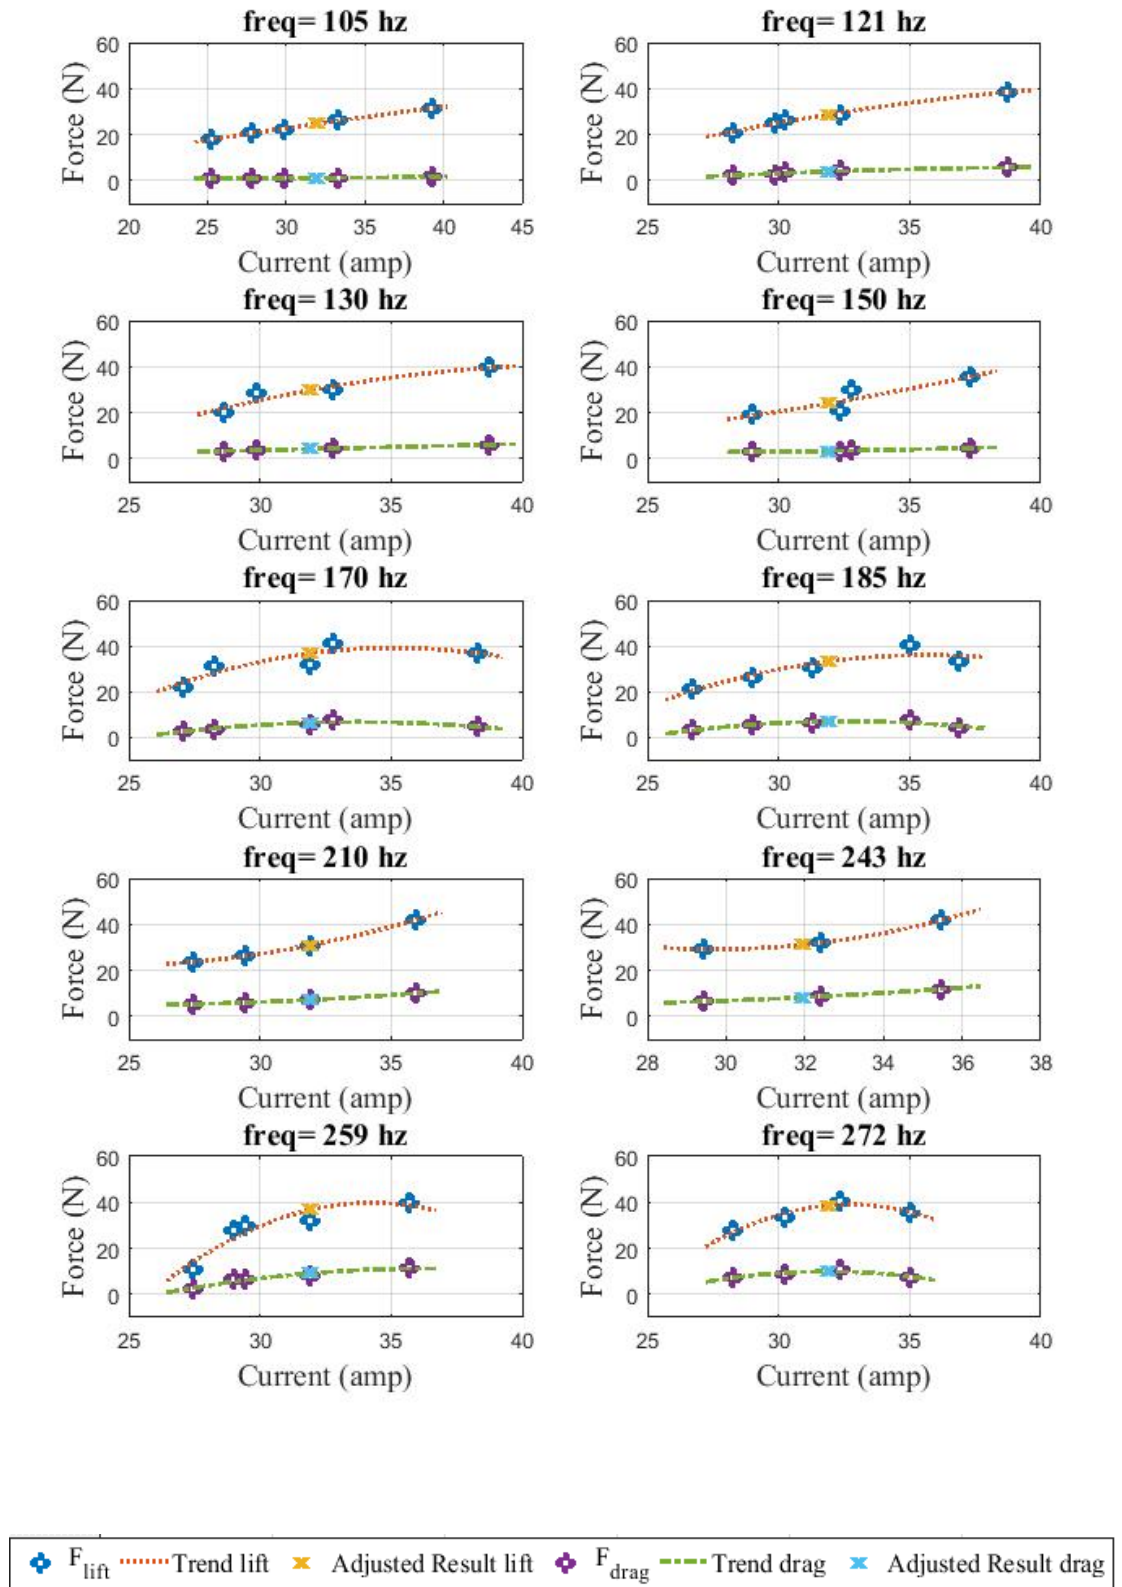 freq= 105 hz
60
40
20
0
Force (N)
20 25 30 35 40 45
Current (amp)
freq= 121 hz
60
40
20
0
Force (N)
25 30 35 40
Current (amp)
freq= 130 hz
60
40
20
0
Force (N)
25 30 35 40
Current (amp)
freq= 150 hz
60
40
20
0
Force (N)
25 30 35 40
Current (amp)
freq= 170 hz
60
40
20
0
Force (N)
25 30 35 40
Current (amp)
freq= 185 hz
60
40
20
0
Force (N)
25 30 35 40
Current (amp)
freq= 210 hz
60
40
20
0
Force (N)
25 30 35 40
Current (amp)
freq= 243 hz
60
40
20
0
Force (N)
28 30 32 34 36 38
Current (amp)
freq= 259 hz
60
40
20
0
Force (N)
25 30 35 40
Current (amp)
freq= 272 hz
60
40
20
0
Force (N)
25 30 35 40
Current (amp)
F_lift Trend lift Adjusted Result lift F_drag Trend drag Adjusted Result drag